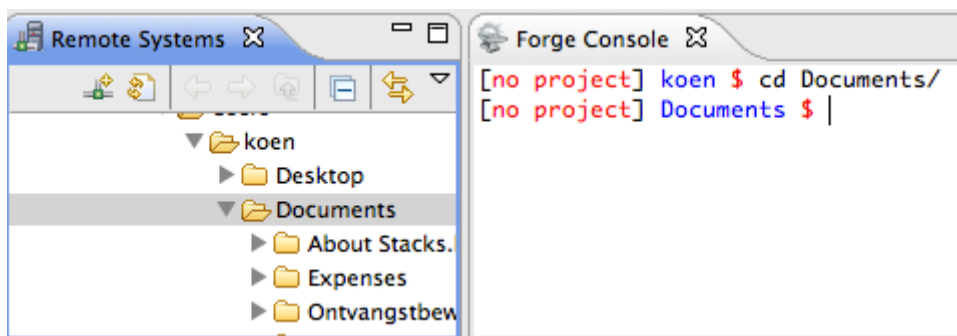 Remote Systems
Forge Console
[no project] koen $ cd Documents/
[no project] Documents $
koen
Desktop
Documents
About Stacks.
Expenses
Ontvangstbew